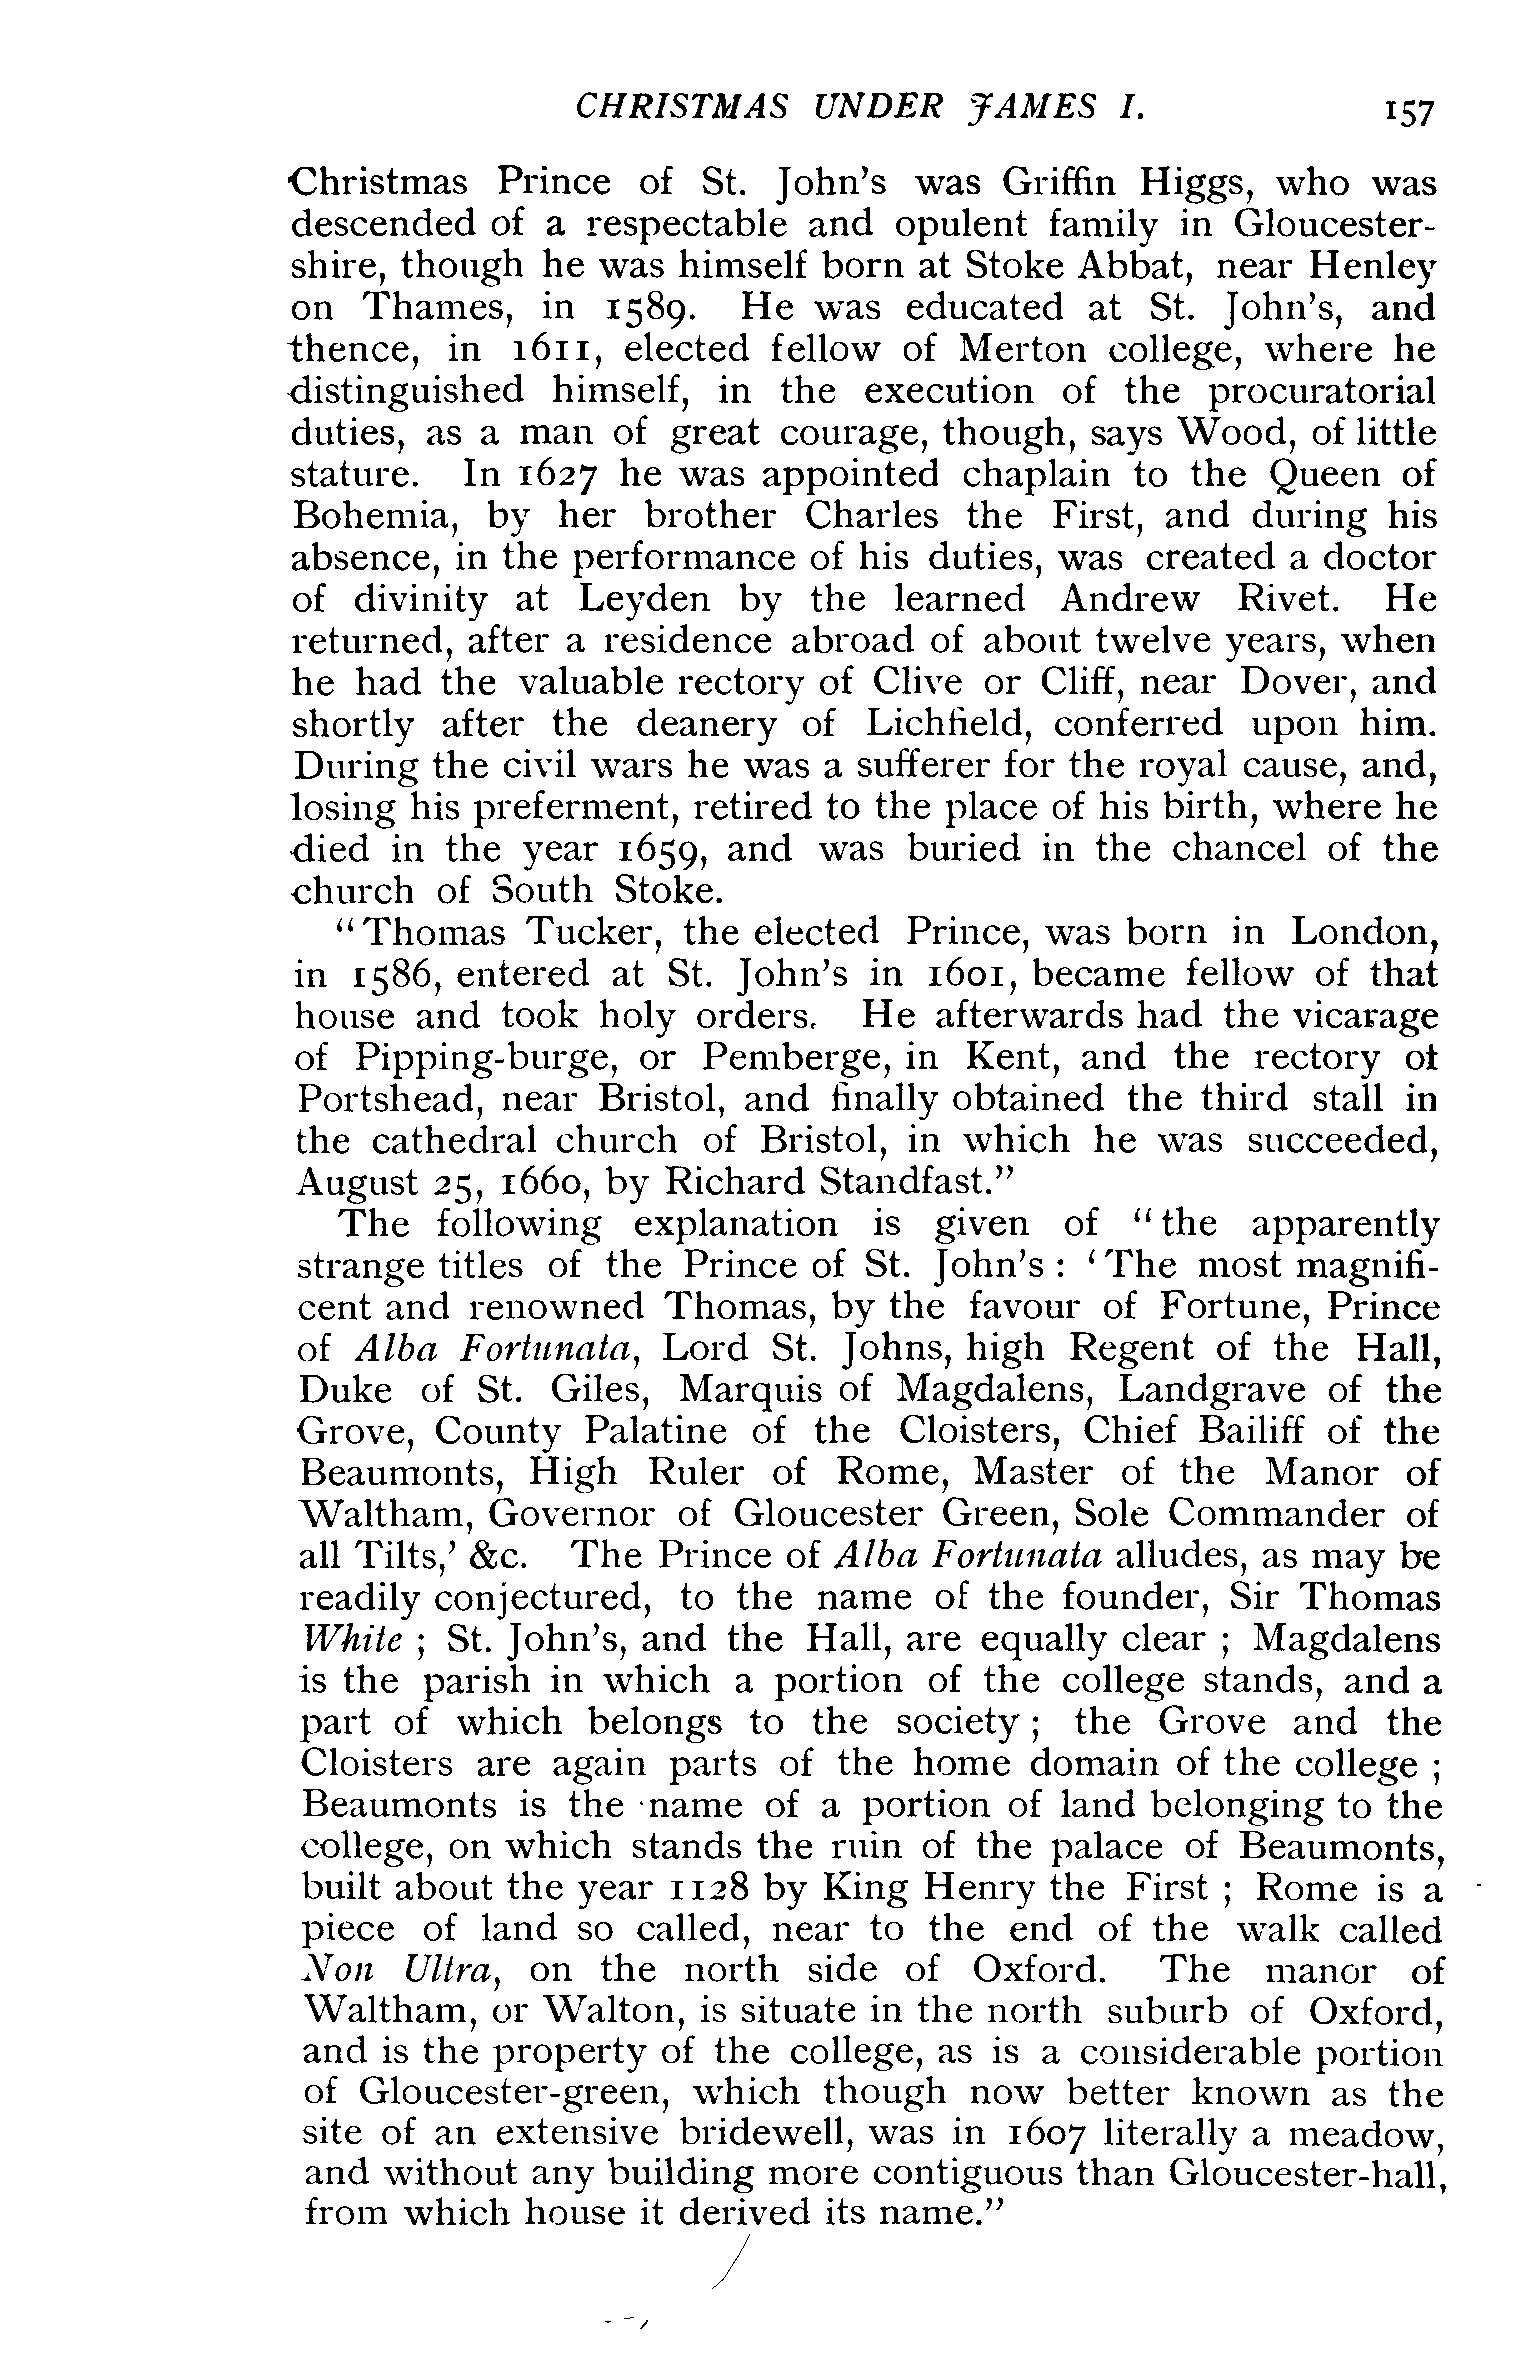 CHRISTMAS UNDER JAMES I. 157
Christmas Prince of St. John's was Griffin Higgs, who was
descended of a respectable and opulent family in Gloucester-
shire, though he was himself born at Stoke Abbat, near Henley
on Thames, in 1589. He was educated at St. John's, and
thence, in 1611, elected fellow of Merton college, where he
distinguished himself, in the execution of the procuratorial
duties, as a man of great courage, though, says Wood, of little
stature. In 1627 he was appointed chaplain to the Queen of
Bohemia, by her brother Charles the First, and during his
absence, in the performance of his duties, was created a doctor
of divinity at Leyden by the learned Andrew Rivet. He
returned, after a residence abroad of about twelve years, when
he had the valuable rectory of Clive or Cliff, near Dover, and
shortly after the deanery of Lichfield, conferred upon him.
During the civil wars he was a sufferer for the royal cause, and,
losing his preferment, retired to the place of his birth, where he
died in the year 1659, and was buried in the chancel of the
church of South Stoke.
"Thomas Tucker, the elected Prince, was born in London,
in 1586, entered at St. John's in 1601, became fellow of that
house and took holy orders. He afterwards had the vicarage
of Pipping-burge, or Pemberge, in Kent, and the rectory of
Portshead, near Bristol, and finally obtained the third stall in
the cathedral church of Bristol, in which he was succeeded,
August 25, 1660, by Richard Standfast."
The following explanation is given of "the apparently
strange titles of the Prince of St. John's : 'The most magnifi-
cent and renowned Thomas, by the favour of Fortune, Prince
of Alba Fortunata, Lord St. Johns, high Regent of the Hall,
Duke of St. Giles, Marquis of Magdalens, Landgrave of the
Grove, County Palatine of the Cloisters, Chief Bailiff of the
Beaumonts, High Ruler of Rome, Master of the Manor of
Waltham, Governor of Gloucester Green, Sole Commander of
all Tilts,' &c. The Prince of Alba Fortunata alludes, as may be
readily conjectured, to the name of the founder, Sir Thomas
White ; St. John's, and the Hall, are equally clear ; Magdalens
is the parish in which a portion of the college stands, and a
part of which belongs to the society ; the Grove and the
Cloisters are again parts of the home domain of the college ;
Beaumonts is the name of a portion of land belonging to the
college, on which stands the ruin of the palace of Beaumonts,
built about the year 1128 by King Henry the First ; Rome is a
piece of land so called, near to the end of the walk called
Non Ultra, on the north side of Oxford. The manor of
Waltham, or Walton, is situate in the north suburb of Oxford,
and is the property of the college, as is a considerable portion
of Gloucester-green, which though now better known as the
site of an extensive bridewell, was in 1607 literally a meadow,
and without any building more contiguous than Gloucester-hall,
from which house it derived its name."